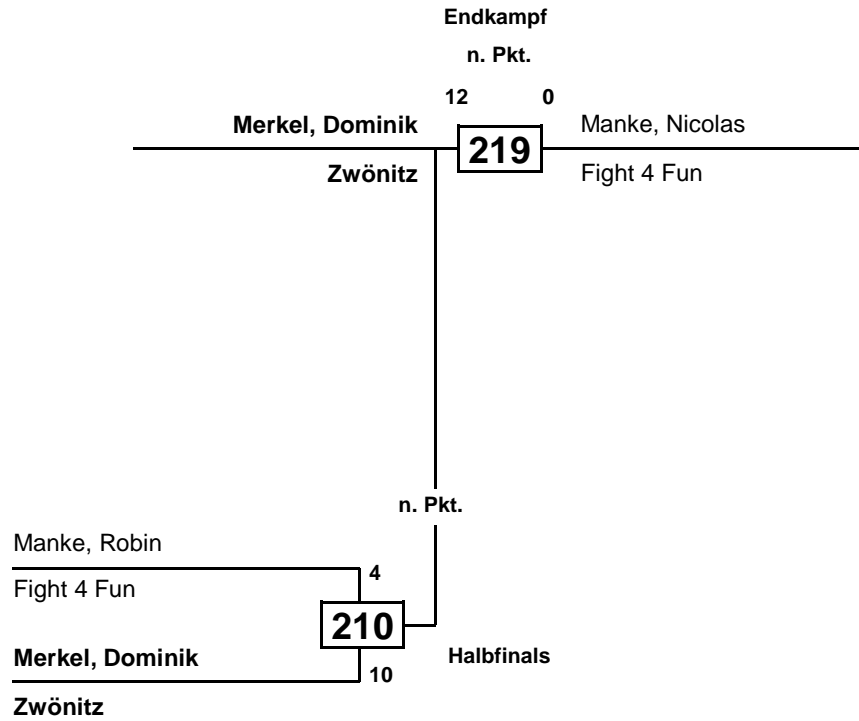 Endkampf
n. Pkt.
12 0
Merkel, Dominik 219 Manke, Nicolas
Zwönitz Fight 4 Fun
n. Pkt.
Manke, Robin
4
Fight 4 Fun
210
Merkel, Dominik Halbfinals
10
Zwönitz